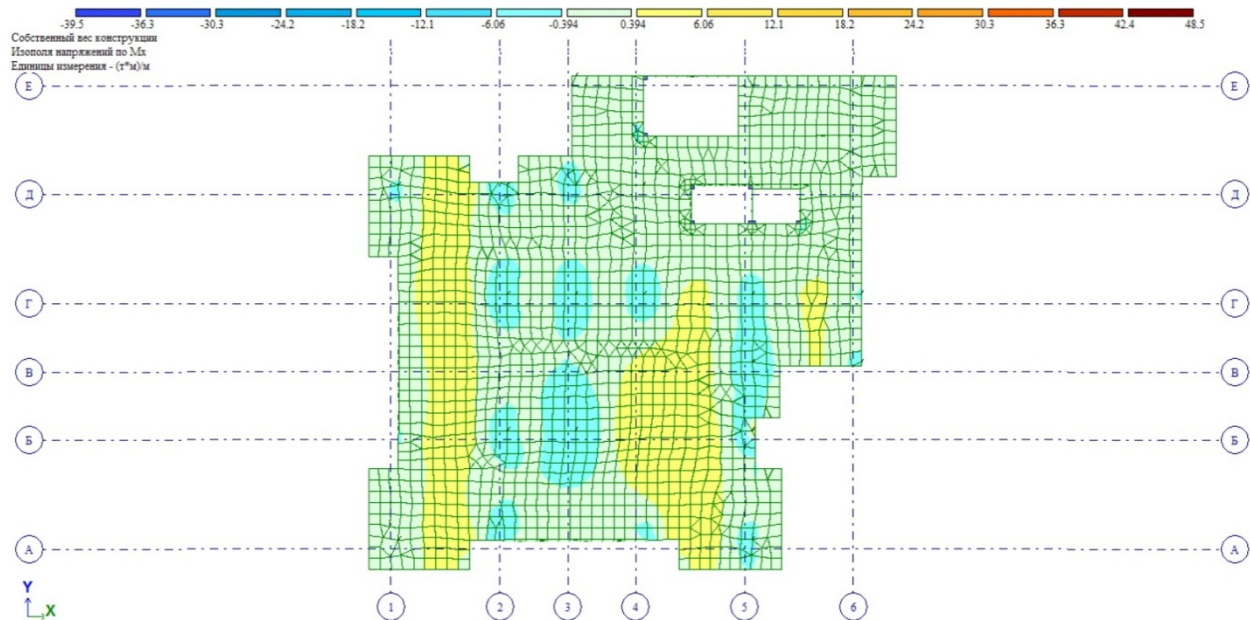 -39.5 -36.3 -30.3 -24.2 -18.2 -12.1 -6.06 -0.394 0.394 6.06 12.1 18.2 24.2 30.3 36.3 42.4 48.5
Собственный вес конструкции
Изополя напряжений по Mx
Единицы измерения - (т*м)/м
Е Е
Д Д
Г Г
В В
Б Б
А А
Y
X
1 2 3 4 5 6